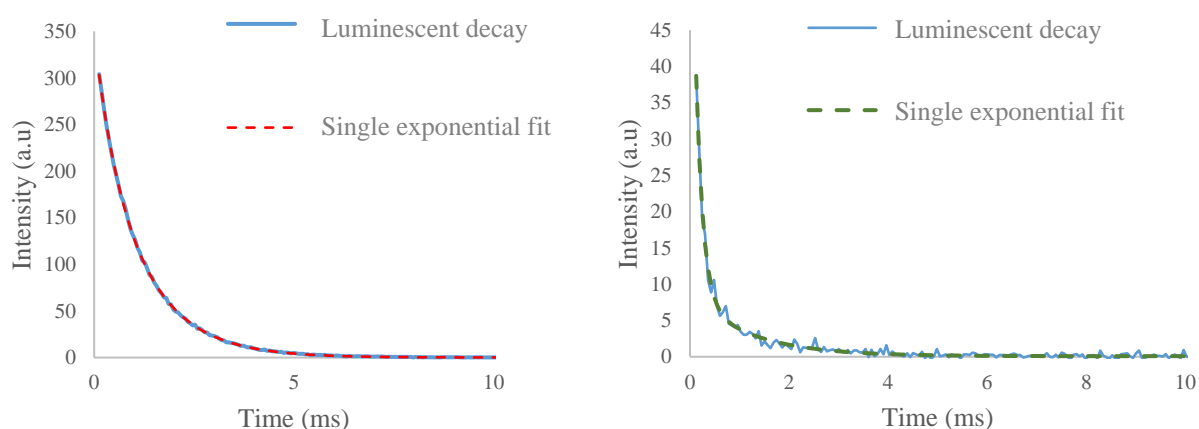 Luminescent decay
Single exponential fit
Intensity (a.u)
350
300
250
200
150
100
50
0
0 5 10
Time (ms)
Luminescent decay
Single exponential fit
Intensity (a.u)
45
40
35
30
25
20
15
10
5
0
0 2 4 6 8 10
Time (ms)